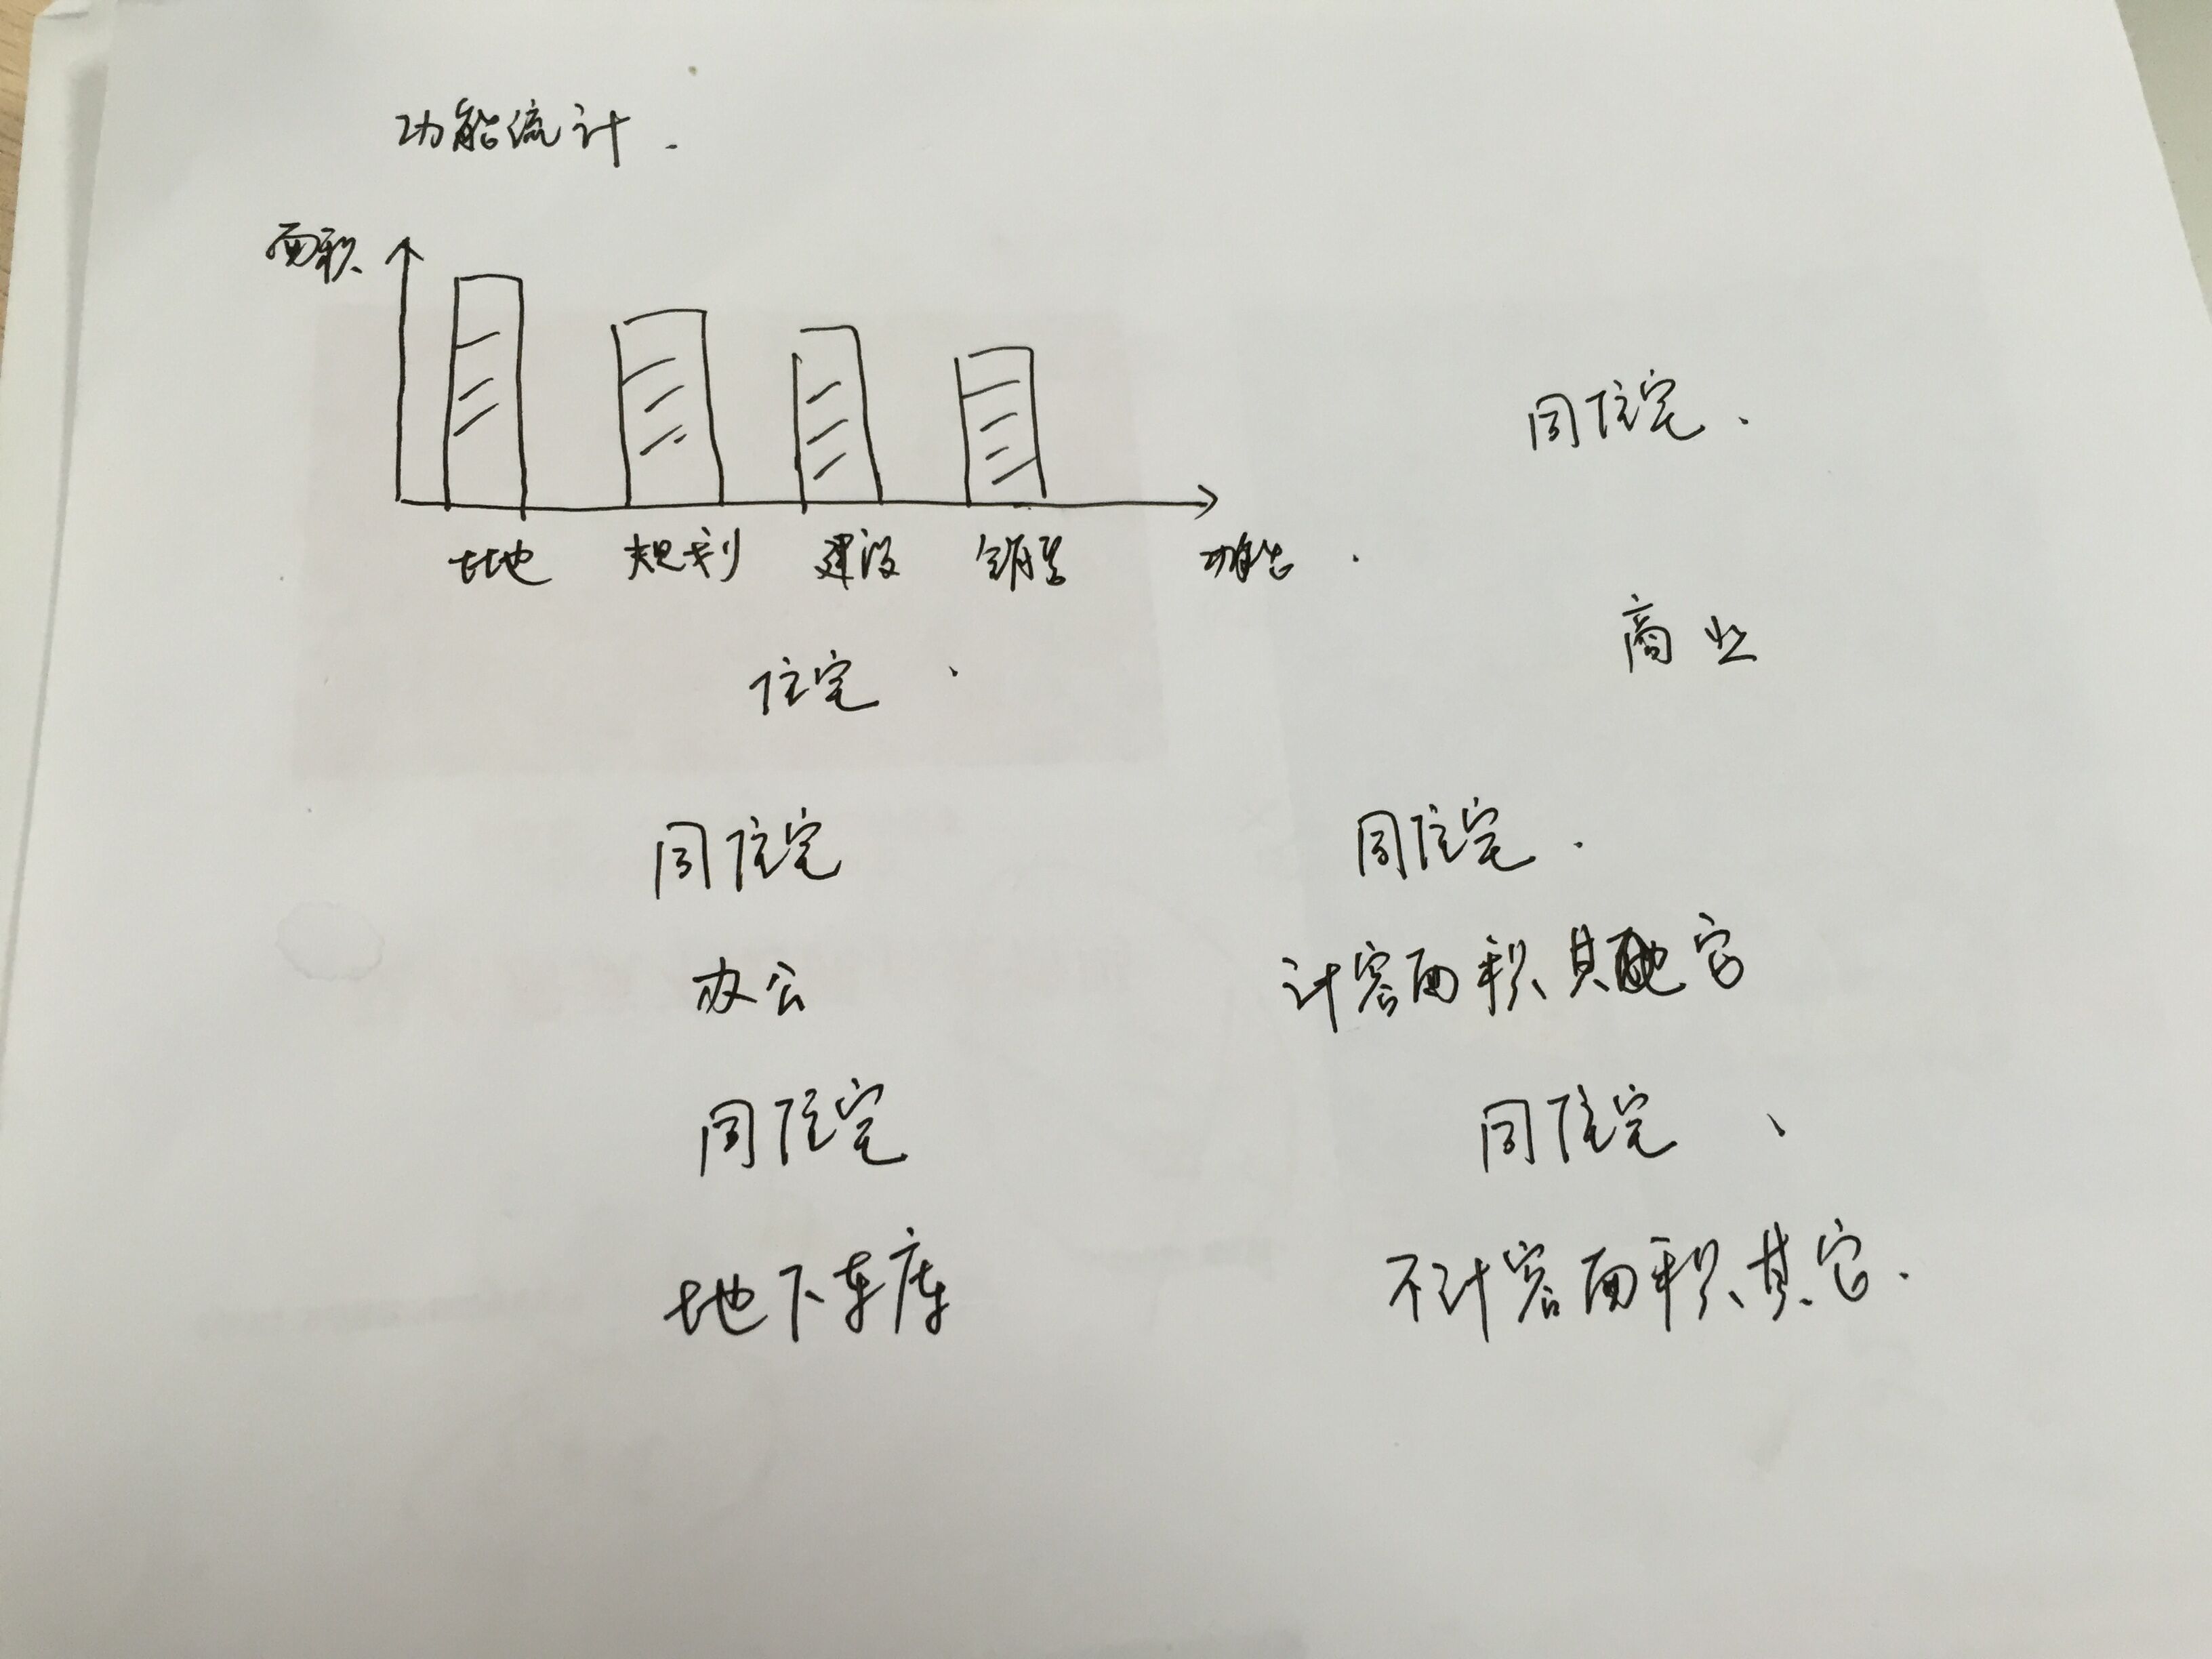 功能统计.
面积
土地 规划 建设 销售 功能.
住宅.
同住宅.
商业
同住宅
办公
同住宅.
计容面积其它
同住宅
地下车库
同住宅、
不计容面积其它.